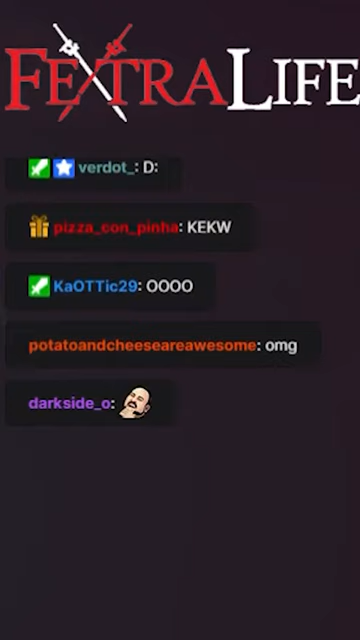 FEXTRALIFE
verdot_: D:
pizza_con_pinha: KEKW
KaOTTic29: OOOO
potatoandcheeseareawesome: omg
darkside_o: